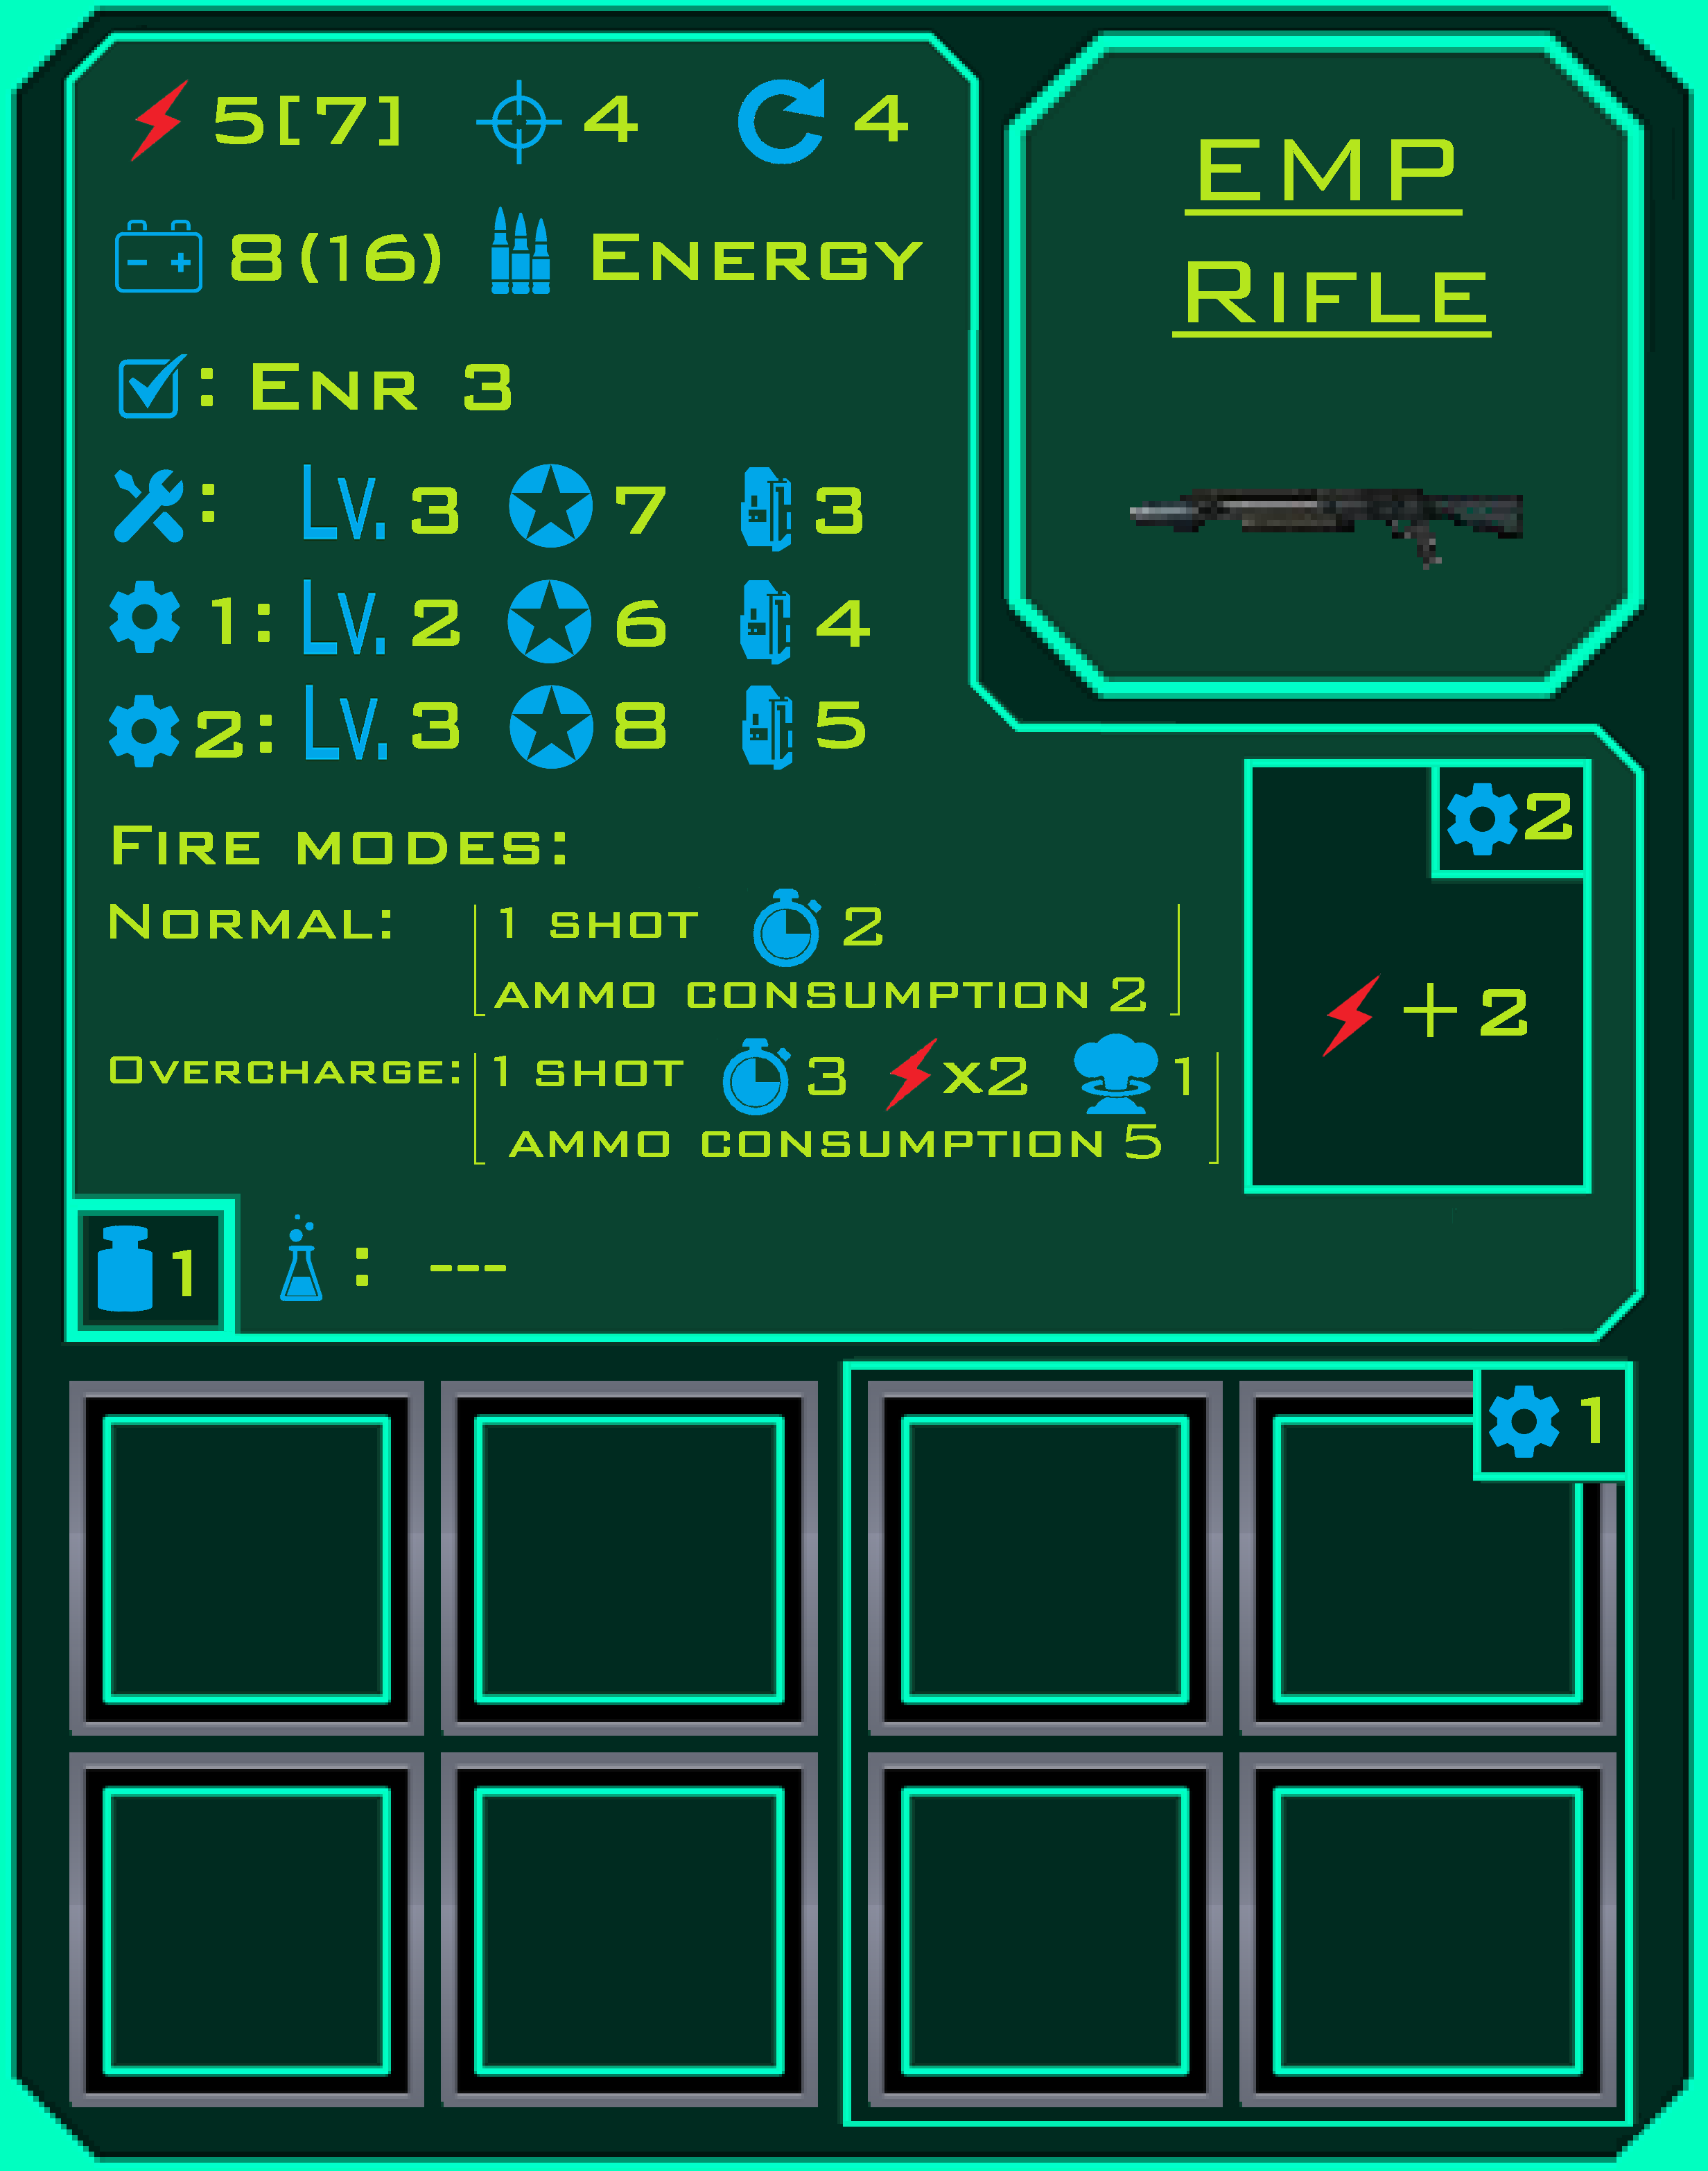 5[7] 4 4
EMP
RIFLE
8(16) ENERGY
: ENR 3
: LV. 3 7 3
1: LV. 2 6 4
2: LV. 3 8 5
FIRE MODES:
NORMAL: 1 SHOT 2
AMMO CONSUMPTION 2
OVERCHARGE: 1 SHOT 3 X2 1
AMMO CONSUMPTION 5
2
+2
1 : ---
1